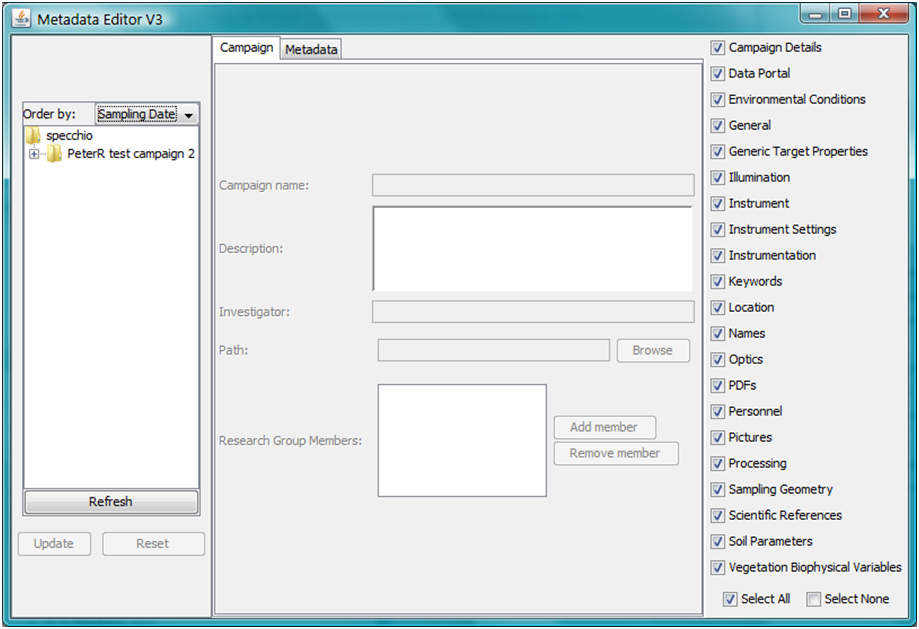 Metadata Editor V3
Order by:
Sampling Date
specchio
PeterR test campaign 2
Refresh
Update
Reset
Campaign
Metadata
Campaign name:
Description:
Investigator:
Path:
Browse
Research Group Members:
Add member
Remove member
Campaign Details
Data Portal
Environmental Conditions
General
Generic Target Properties
Illumination
Instrument
Instrument Settings
Instrumentation
Keywords
Location
Names
Optics
PDFs
Personnel
Pictures
Processing
Sampling Geometry
Scientific References
Soil Parameters
Vegetation Biophysical Variables
Select All
Select None